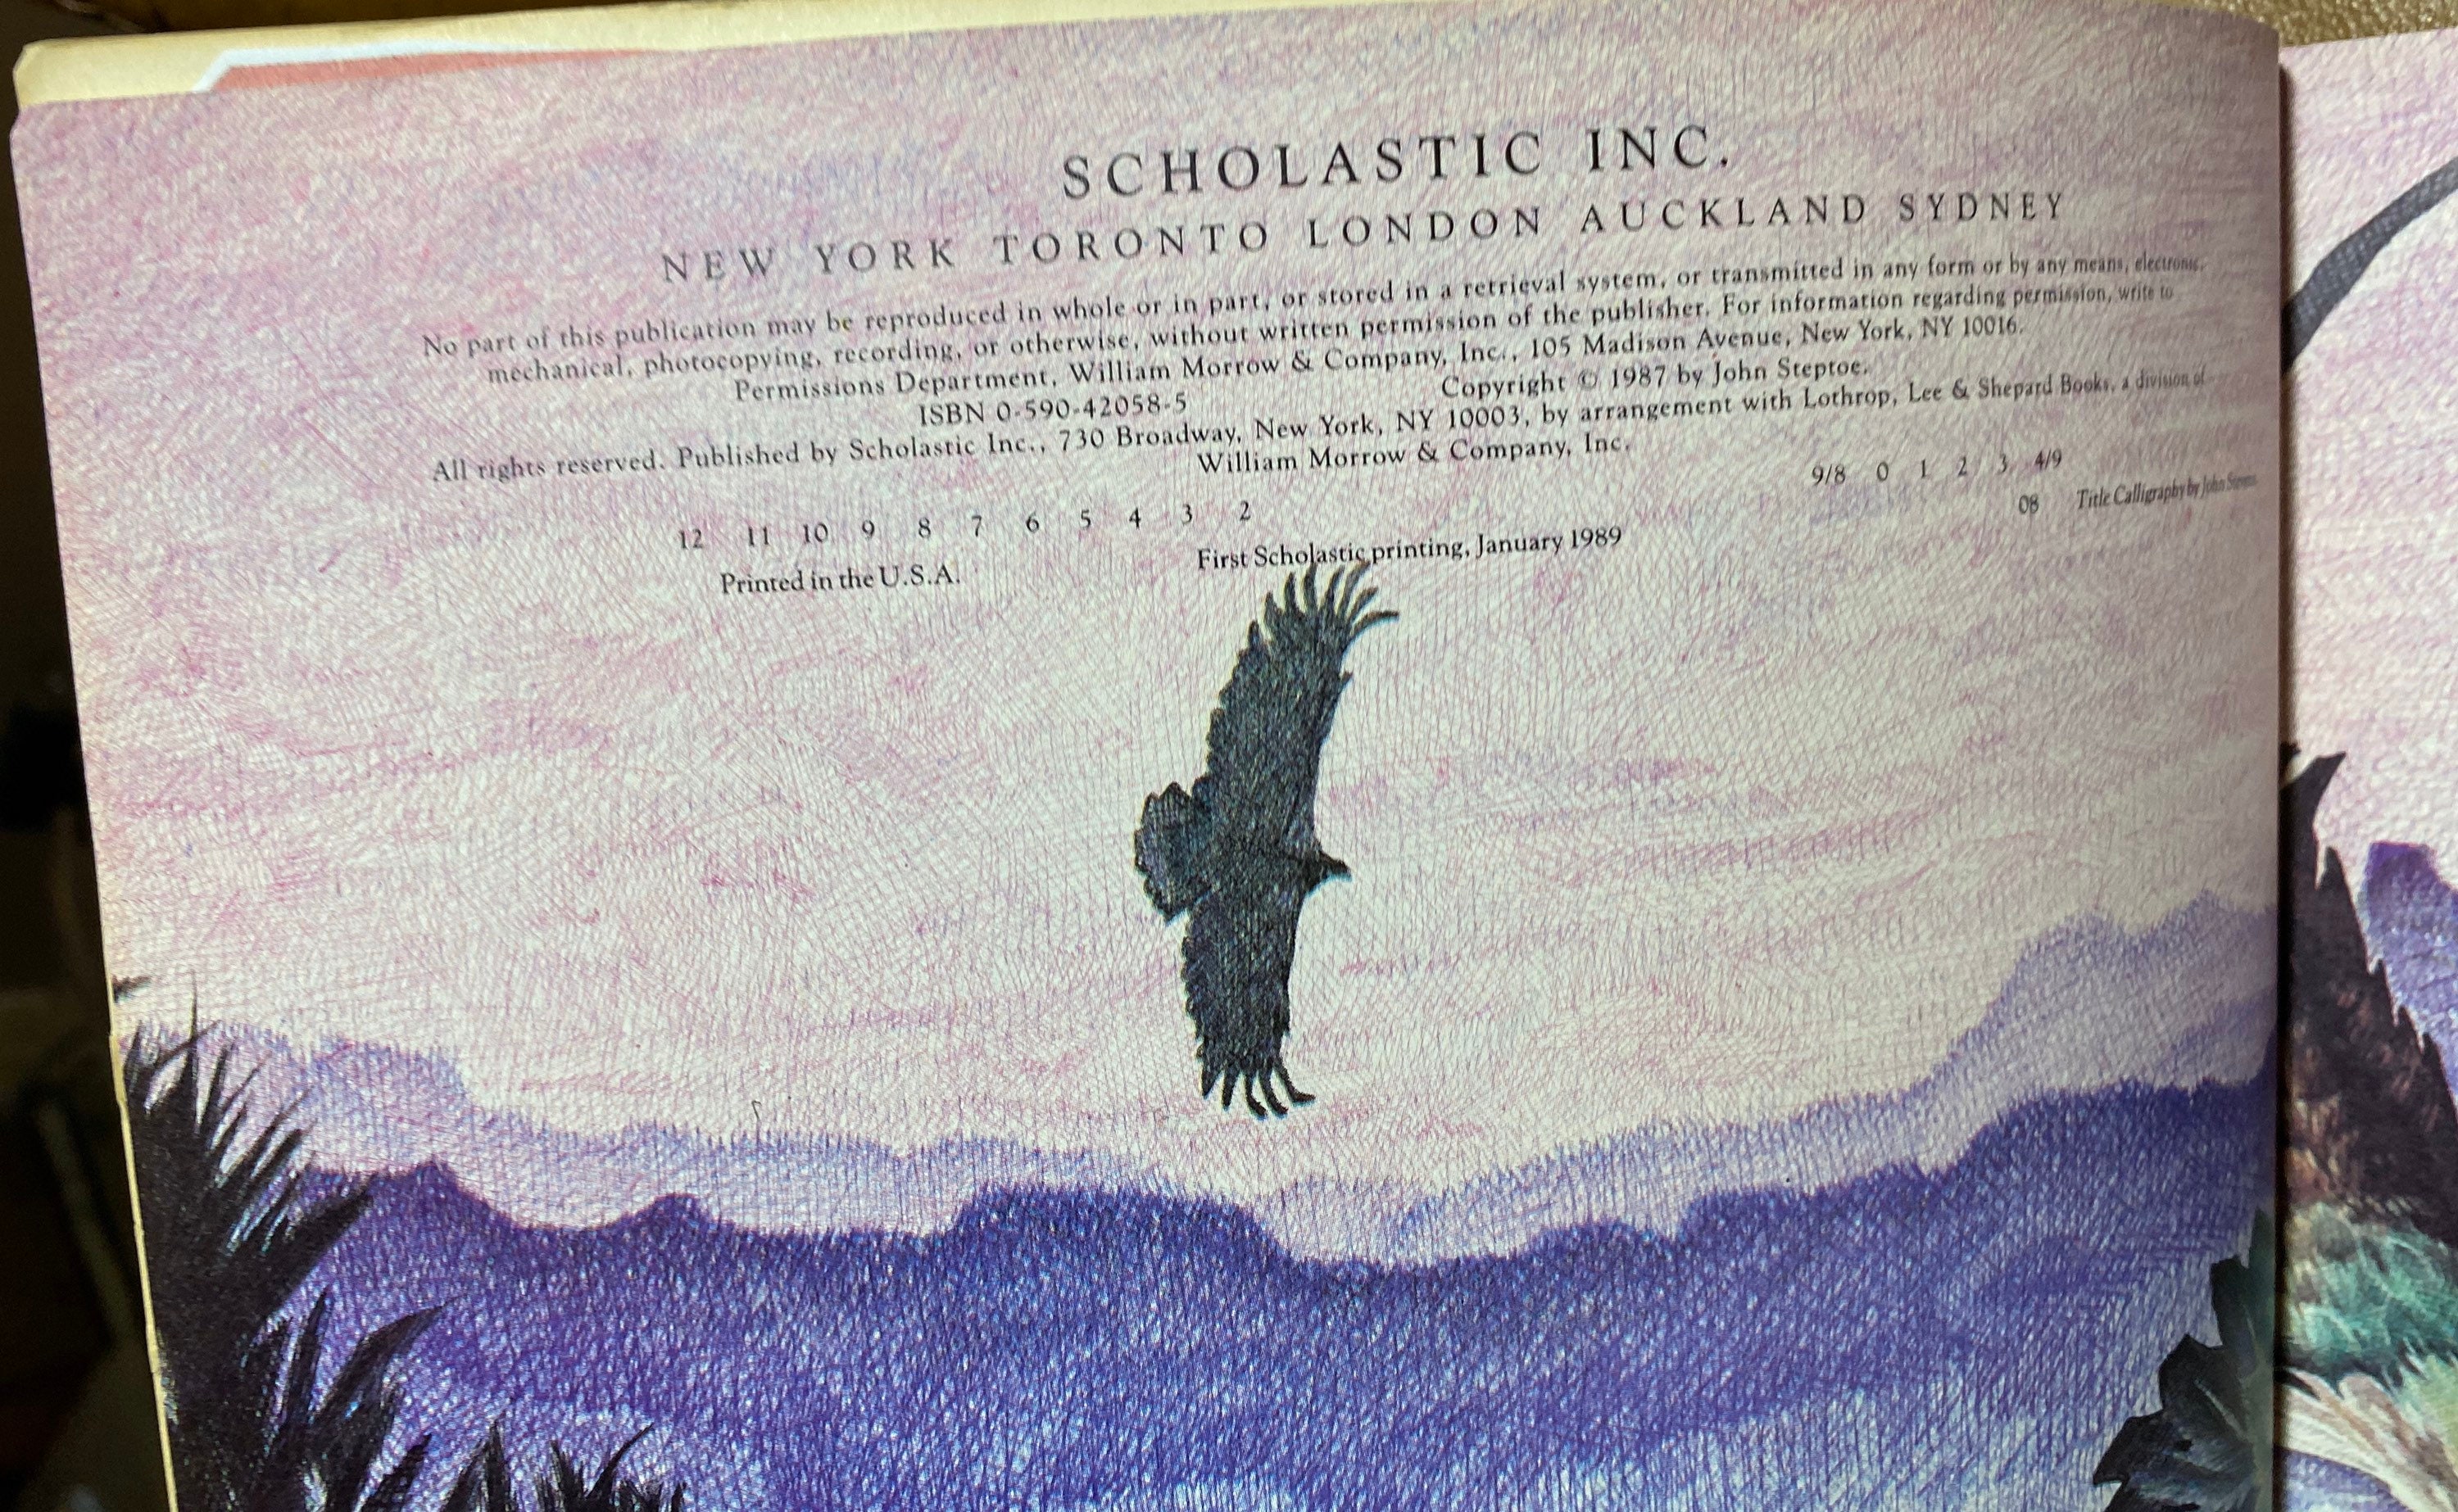 SCHOLASTIC INC.
NEW YORK TORONTO LONDON AUCKLAND SYDNEY
No part of this publication may be reproduced in whole or in part, or stored in a retrieval system, or transmitted in any form or by any means, electronic,
mechanical, photocopying, recording, or otherwise, without written permission of the publisher. For information regarding permission, write to
Permissions Department, William Morrow & Company, Inc., 105 Madison Avenue, New York, NY 10016.
ISBN 0-590-42058-5 Copyright © 1987 by John Steptoe.
All rights reserved. Published by Scholastic Inc., 730 Broadway, New York, NY 10003, by arrangement with Lothrop, Lee & Shepard Books, a division of
William Morrow & Company, Inc.
12 11 10 9 8 7 6 5 4 3 2 9/8 0 1 2 3 4/9
Printed in the U.S.A. First Scholastic printing, January 1989 08 Title Calligraphy by John